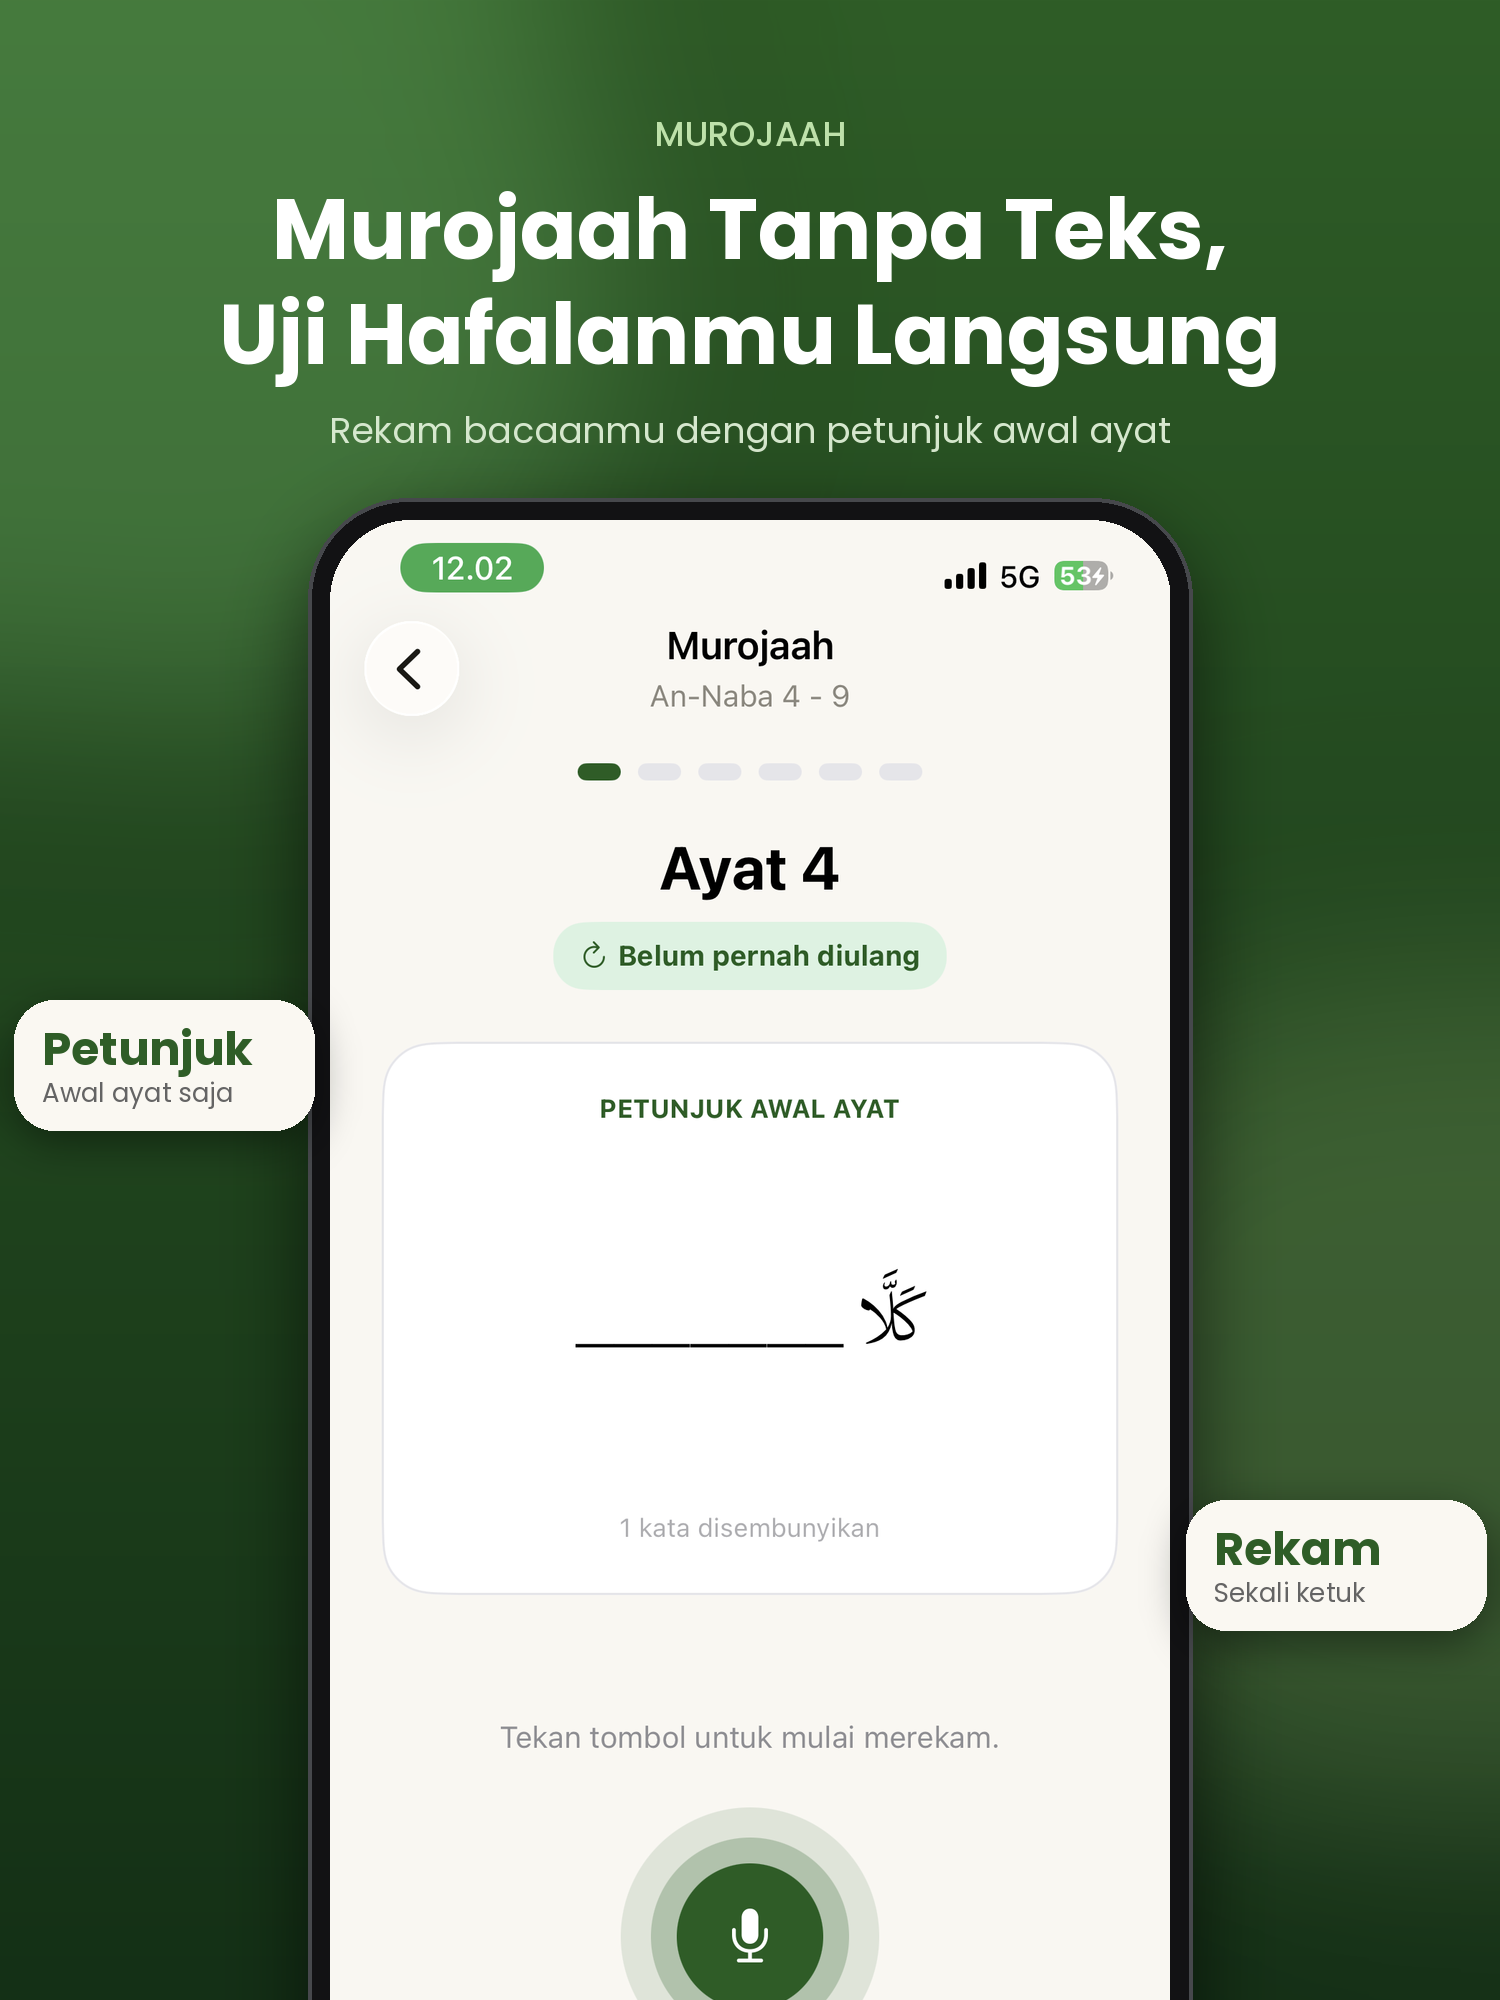 MUROJAAH
Murojaah Tanpa Teks,
Uji Hafalanmu Langsung
Rekam bacaanmu dengan petunjuk awal ayat
12.02
5G
53
Murojaah
An-Naba 4 - 9
Ayat 4
Belum pernah diulang
Petunjuk
Awal ayat saja
PETUNJUK AWAL AYAT
كَلَّا ________
1 kata disembunyikan
Rekam
Sekali ketuk
Tekan tombol untuk mulai merekam.